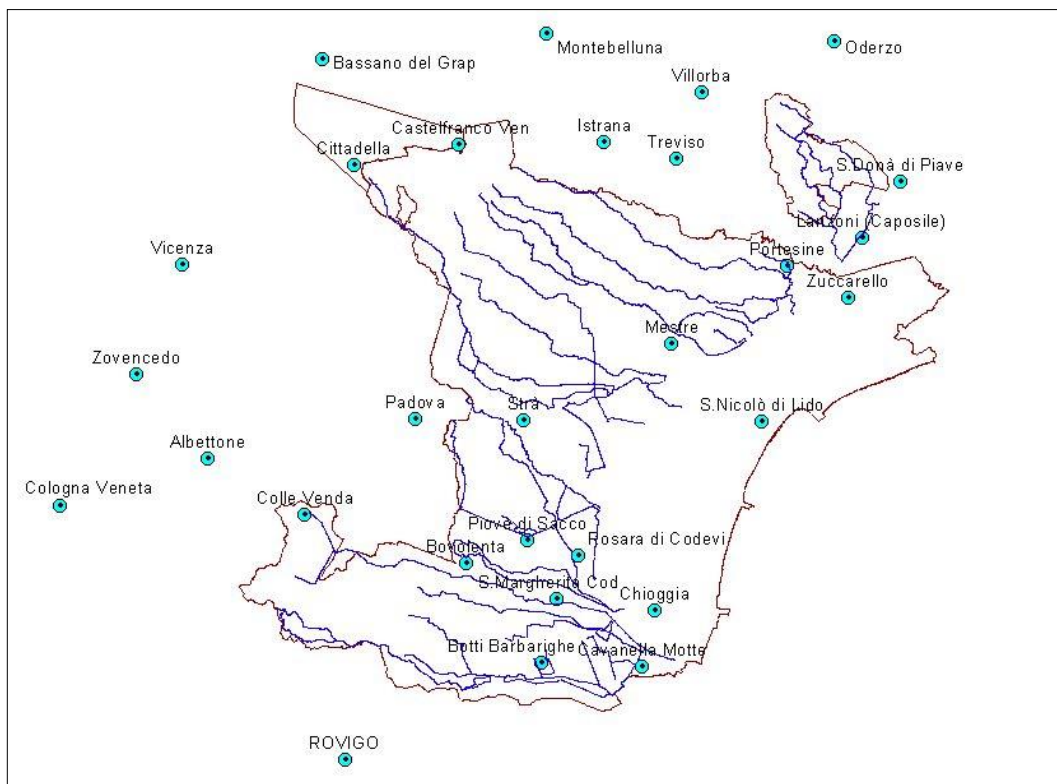 Montebelluna
Oderzo
Bassano del Grap
Villorba
Castelfranco Ven
Istrana
Treviso
Cittadella
S.Donà di Piave
Lanzoni (Caposile)
Vicenza
Portesine
Zuccarello
Mestre
Zovencedo
Padova
Strà
S.Nicolò di Lido
Albettone
Cologna Veneta
Colle Venda
Piove di Sacco
Rosara di Codevi
Bovolenta
S.Margherita Cod
Chioggia
Botti Barbarighe
Cavanella Motte
ROVIGO